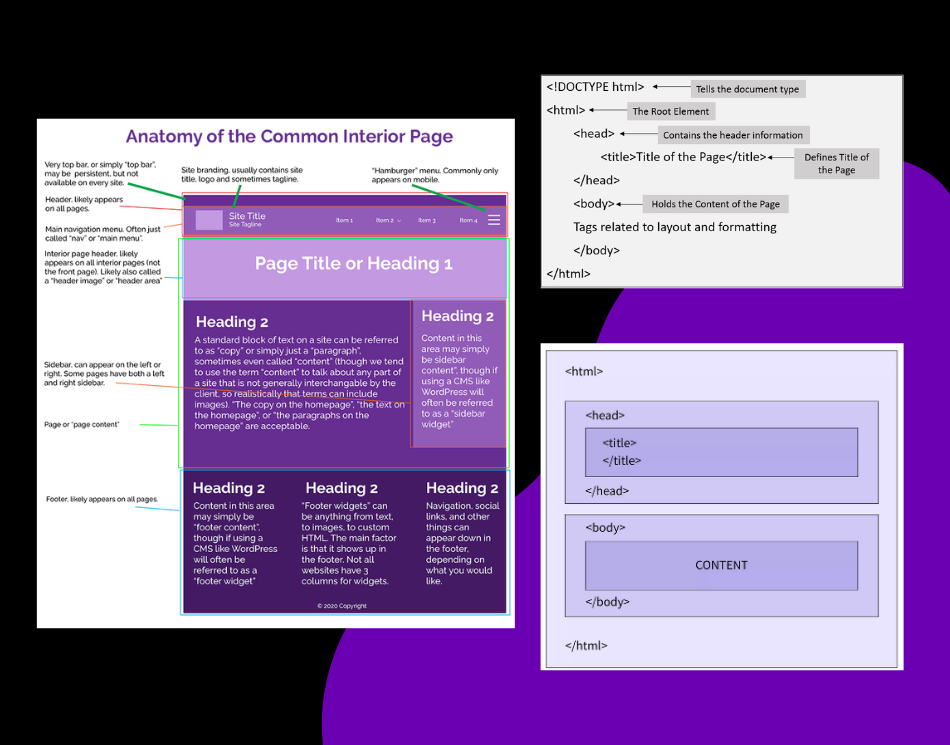 Anatomy of the Common Interior Page
Very top bar, or simply "top bar",
may be persistent, but not
available on every site.
Site branding, usually contains site
title, logo and sometimes tagline.
"Hamburger" menu. Commonly only
appears on mobile.
Header, likely appears
on all pages.
Main navigation menu. Often just
called "nav" or "main menu".
Interior page header, likely
appears on all interior pages (not
the front page). Likely also called
a "header image" or "header area"
Sidebar, can appear on the left or
right. Some pages have both a left
and right sidebar.
Page or "page content"
Footer, likely appears on all pages.
Site Title
Site Tagline
Item 1
Item 2
Item 3
Item 4
Page Title or Heading 1
Heading 2
A standard block of text on a site can be referred
to as "copy" or simply just a "paragraph",
sometimes even called "content" (though we tend
to use the term "content" to talk about any part of
a site that is not generally interchangable by the
client, so realistically that terms can include
images). "The copy on the homepage", "the text on
the homepage", or "the paragraphs on the
homepage" are acceptable.
Heading 2
Content in this
area may simply
be sidebar
content", though if
using a CMS like
WordPress will
often be referred
to as a "sidebar
widget"
Heading 2
Content in this area
may simply be
"footer content",
though if using a
CMS like WordPress
will often be
referred to as a
"footer widget"
Heading 2
"Footer widgets" can
be anything from text,
to images, to custom
HTML. The main factor
is that it shows up in
the footer. Not all
websites have 3
columns for widgets.
Heading 2
Navigation, social
links, and other
things can
appear down in
the footer,
depending on
what you would
like.
© 2020 Copyright
<!DOCTYPE html>
Tells the document type
<html>
The Root Element
<head>
Contains the header information
<title>Title of the Page</title>
Defines Title of
the Page
</head>
<body>
Holds the Content of the Page
Tags related to layout and formatting
</body>
</html>
<html>
<head>
<title>
</title>
</head>
<body>
CONTENT
</body>
</html>